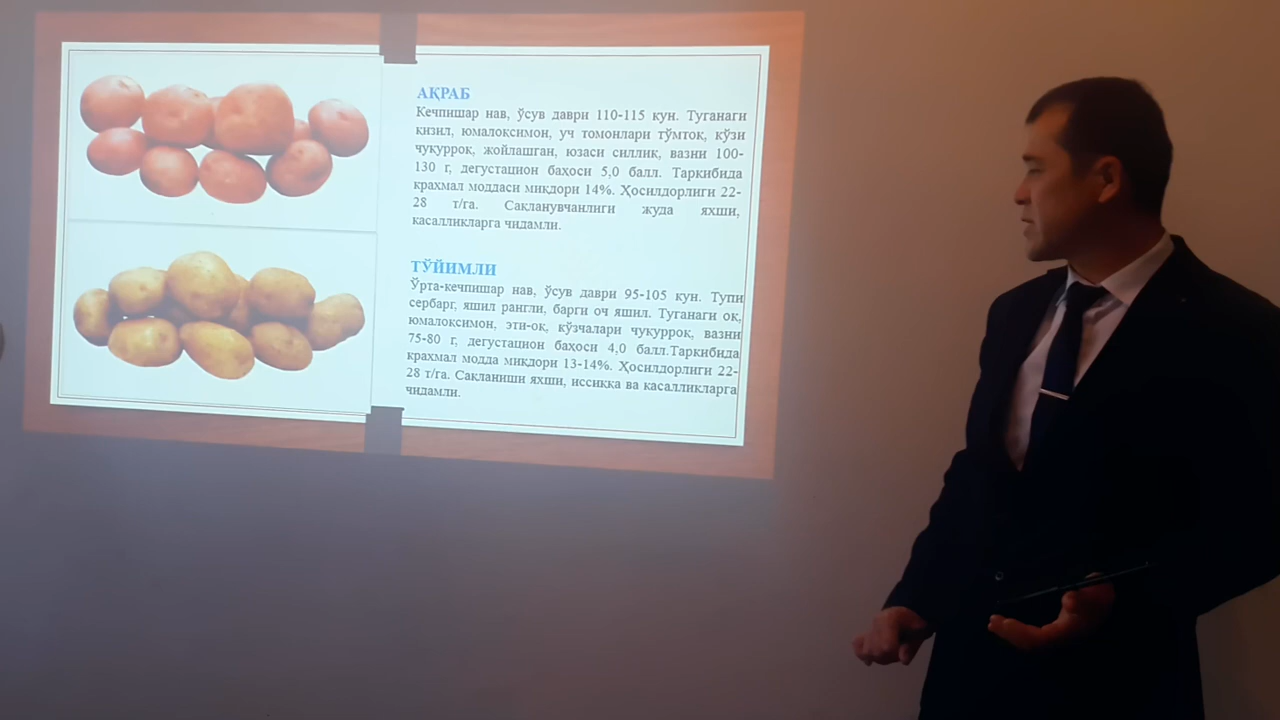 АҚРАБ
Кечпишар нав, ўсув даври 110-115 кун. Туганаги
қизил, юмалоқсимон, уч томонлари тўмтоқ, кўзи
чуқуррок, жойлашган, юзаси силлиқ, вазни 100-
130 г, дегустацион баҳоси 5,0 балл. Таркибида
крахмал моддаси миқдори 14%. Ҳосилдорлиги 22-
28 т/га. Сақланувчанлиги жуда яхши,
касалликларга чидамли.
ТЎЙИМЛИ
Ўрта-кечпишар нав, ўсув даври 95-105 кун. Тупи
сербарг, яшил рангли, барги оч яшил. Туганаги оқ,
юмалоқсимон, эти-оқ, кўзчалари чуқуррок, вазни
75-80 г, дегустацион баҳоси 4,0 балл.Таркибида
крахмал модда миқдори 13-14%. Ҳосилдорлиги 22-
28 т/га. Сақланиши яхши, иссиққа ва касалликларга
чидамли.